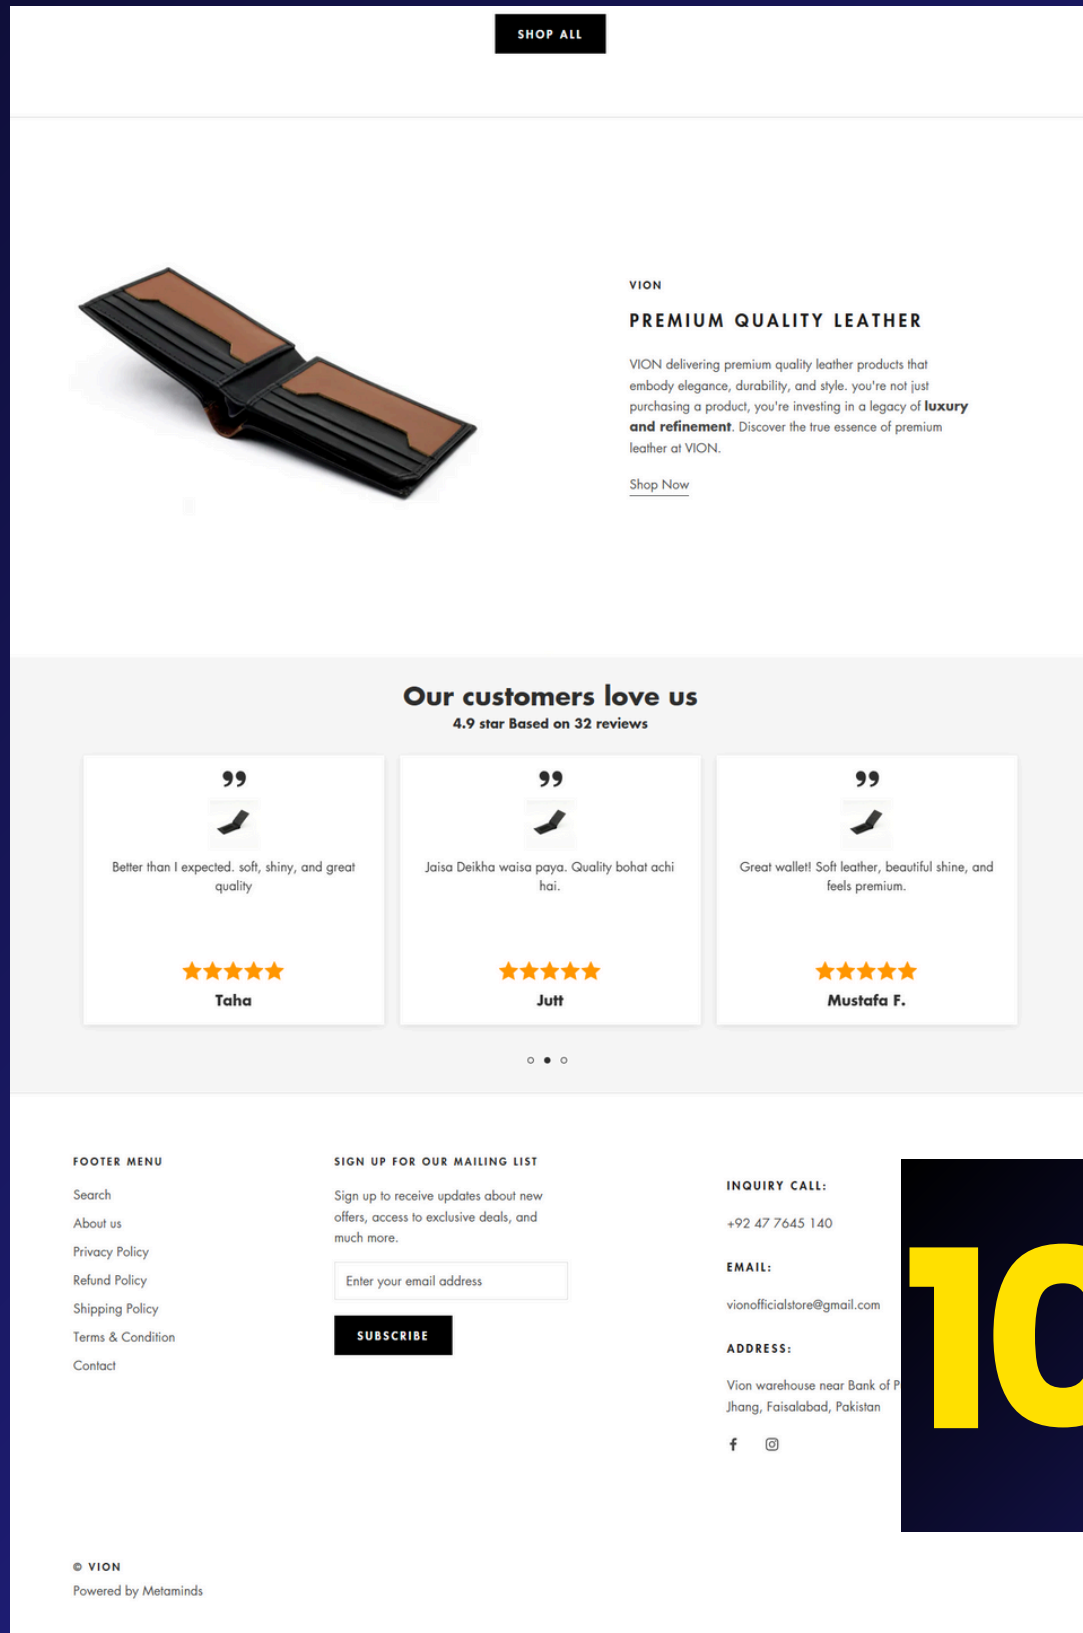 SHOP ALL
VION
PREMIUM QUALITY LEATHER
VION delivering premium quality leather products that
embody elegance, durability, and style. you're not just
purchasing a product, you're investing in a legacy of luxury
and refinement. Discover the true essence of premium
leather at VION.
Shop Now
Our customers love us
4.9 star Based on 32 reviews
Better than I expected. soft, shiny, and great
quality
Taha
Jaisa Deikha waisa paya. Quality bohat achi
hai.
Jutt
Great wallet! Soft leather, beautiful shine, and
feels premium.
Mustafa F.
FOOTER MENU
Search
About us
Privacy Policy
Refund Policy
Shipping Policy
Terms & Condition
Contact
SIGN UP FOR OUR MAILING LIST
Sign up to receive updates about new
offers, access to exclusive deals, and
much more.
Enter your email address
SUBSCRIBE
INQUIRY CALL:
+92 47 7645 140
EMAIL:
vionofficialstore@gmail.com
ADDRESS:
Vion warehouse near Bank of
Jhang, Faisalabad, Pakistan
10
© VION
Powered by Metaminds